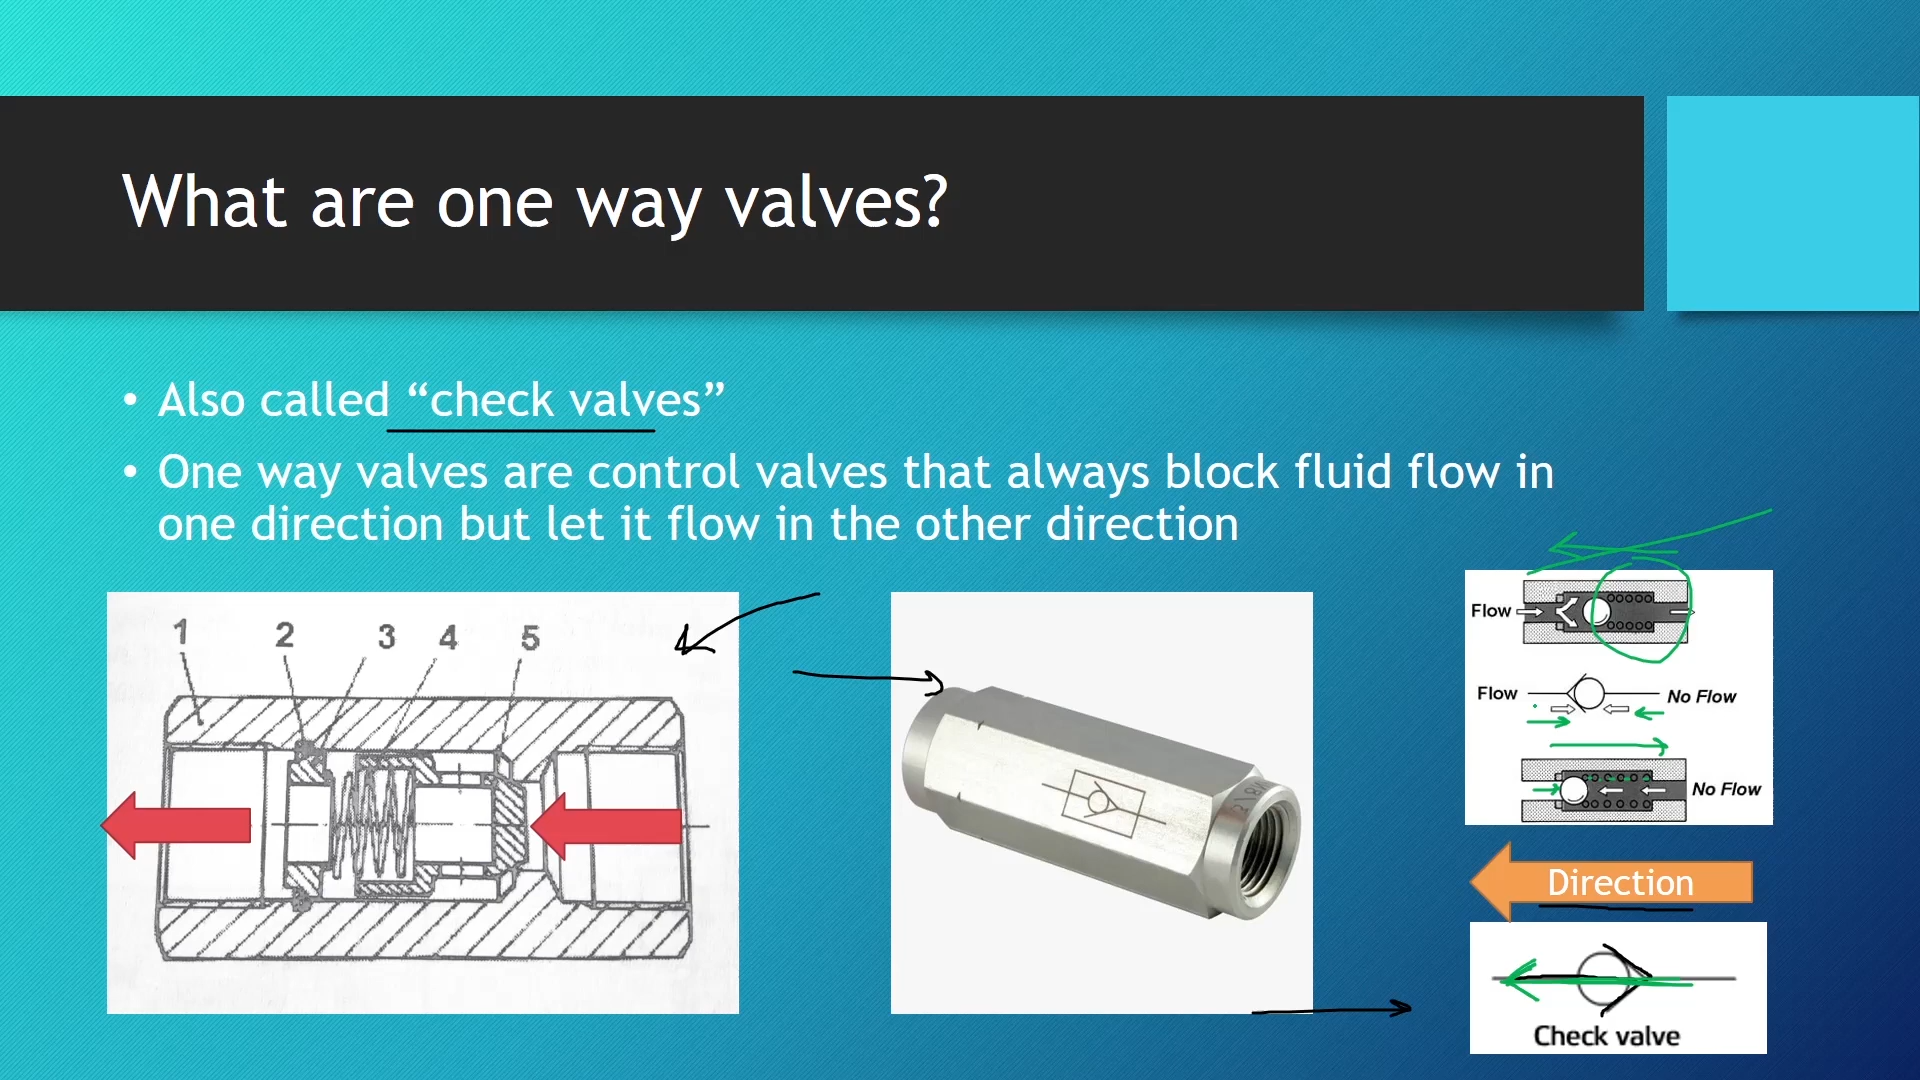 What are one way valves?
• Also called “check valves”
• One way valves are control valves that always block fluid flow in
one direction but let it flow in the other direction
1 2 3 4 5
Flow
Flow No Flow
No Flow
Direction
Check valve